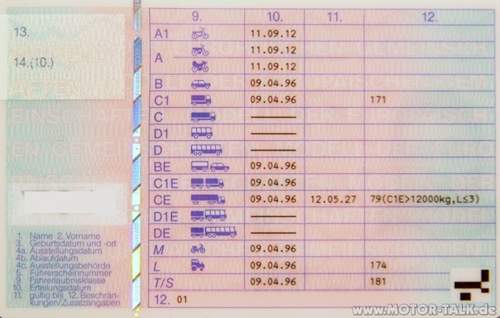 9. 10. 11. 12.
13.
14.(10.)
A1 11.09.12
A 11.09.12
11.09.12
B 09.04.96
C1 09.04.96 171
C
D1
D
BE 09.04.96
C1E 09.04.96
CE 09.04.96 12.05.27 79(C1E>12000kg,L≤3)
D1E
DE
M 09.04.96
L 09.04.96 174
T/S 09.04.96 181
12. 01
1. Name 2. Vorname
3. Geburtsdatum und -ort
4a. Ausstellungsdatum
4b. Ablaufdatum
4c. Ausstellungsbehörde
5. Führerscheinnummer
9. Fahrerlaubnisklasse
10. Erteilungsdatum
11. gültig bis 12. Beschrän-
kungen/Zusatzangaben
www.MOTOR-TALK.de